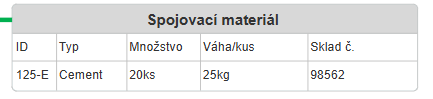 Spojovací materiál
ID Typ Množstvo Váha/kus Sklad č.
125-E Cement 20ks 25kg 98562